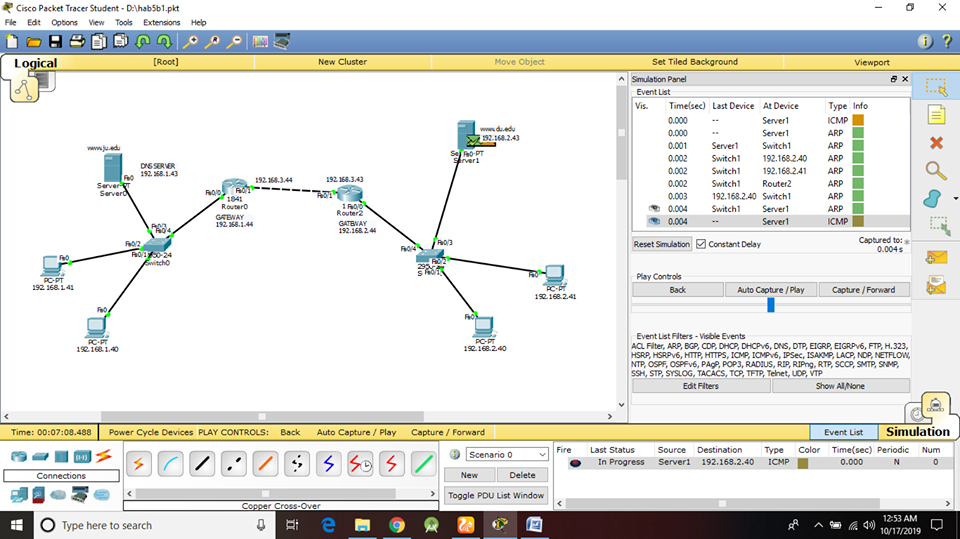 Cisco Packet Tracer Student - D:\hab5b1.pkt
File Edit Options View Tools Extensions Help
Logical [Root] New Cluster Move Object Set Tiled Background Viewport
www.ju.edu
DNS SERVER
192.168.1.43
Fa0
Server-PT
Fa0/2
Fa0/1
Switch0
Fa0
PC-PT
192.168.1.41
Fa0
PC-PT
192.168.1.40
Fa0/0
Fa0/1
1841
Router0
192.168.3.44
GATEWAY
192.168.1.44
192.168.3.43
Fa0/0
Router2
GATEWAY
192.168.2.44
www.du.edu
192.168.2.43
Fa0
Server1
Fa0/3
Fa0/4
Fa0/2
Fa0/1
Fa0
PC-PT
192.168.2.41
Fa0
PC-PT
192.168.2.40
Simulation Panel
Event List
Vis. Time(sec) Last Device At Device Type Info
0.000 -- Server1 ICMP
0.000 -- Server1 ARP
0.001 Server1 Switch1 ARP
0.002 Switch1 192.168.2.40 ARP
0.002 Switch1 192.168.2.41 ARP
0.002 Switch1 Router2 ARP
0.003 192.168.2.40 Switch1 ARP
0.004 Switch1 Server1 ARP
0.004 -- Server1 ICMP
Reset Simulation Constant Delay Captured to:
0.004 s
Play Controls
Back Auto Capture / Play Capture / Forward
Event List Filters - Visible Events
ACL Filter, ARP, BGP, CDP, DHCP, DHCPv6, DNS, DTP, EIGRP, EIGRPv6, FTP, H.323,
HSRP, HSRPv6, HTTP, HTTPS, ICMP, ICMPv6, IPSec, ISAKMP, LACP, NDP, NETFLOW,
NTP, OSPF, OSPFv6, PAgP, POP3, RADIUS, RIP, RIPng, RTP, SCCP, SMTP, SNMP,
SSH, STP, SYSLOG, TACACS, TCP, TFTP, Telnet, UDP, VTP
Edit Filters Show All/None
Time: 00:07:08.488 Power Cycle Devices PLAY CONTROLS: Back Auto Capture / Play Capture / Forward Event List Simulation
Connections
Copper Cross-Over
Scenario 0
New Delete
Toggle PDU List Window
Fire Last Status Source Destination Type Color Time(sec) Periodic Num
In Progress Server1 192.168.2.40 ICMP 0.000 N 0
Type here to search
12:53 AM
10/17/2019